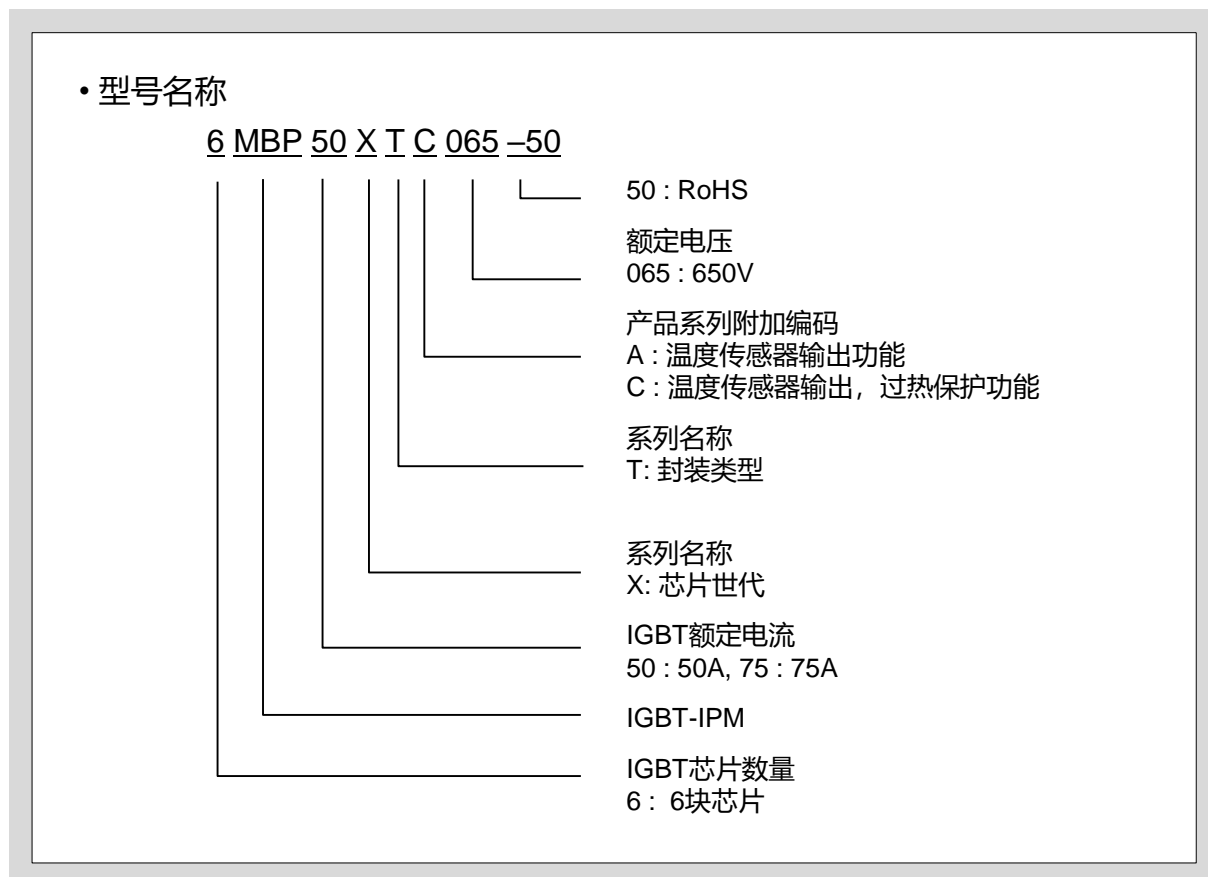 • 型号名称
6 MBP 50 X T C 065 –50
50 : RoHS
额定电压
065 : 650V
产品系列附加编码
A : 温度传感器输出功能
C : 温度传感器输出，过热保护功能
系列名称
T: 封装类型
系列名称
X: 芯片世代
IGBT额定电流
50 : 50A, 75 : 75A
IGBT-IPM
IGBT芯片数量
6 : 6块芯片